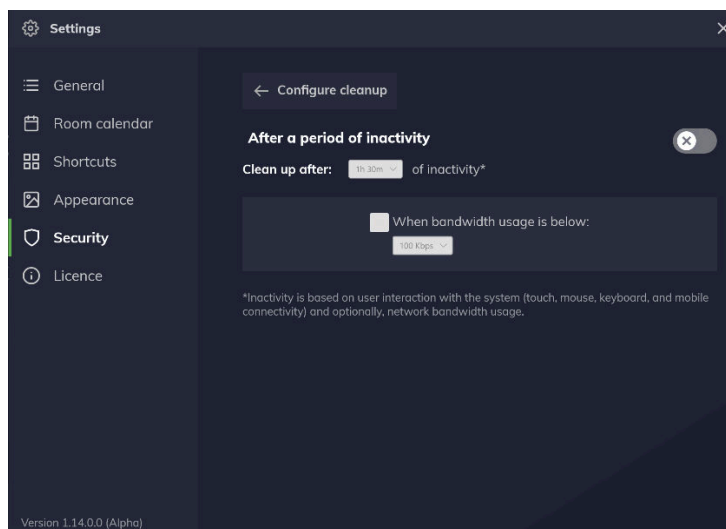 Settings
General
Room calendar
Shortcuts
Appearance
Security
Licence
Version 1.14.0.0 (Alpha)
Configure cleanup
After a period of inactivity
Clean up after: 1h 30m of inactivity*
When bandwidth usage is below:
100 Kbps
*Inactivity is based on user interaction with the system (touch, mouse, keyboard, and mobile
connectivity) and optionally, network bandwidth usage.